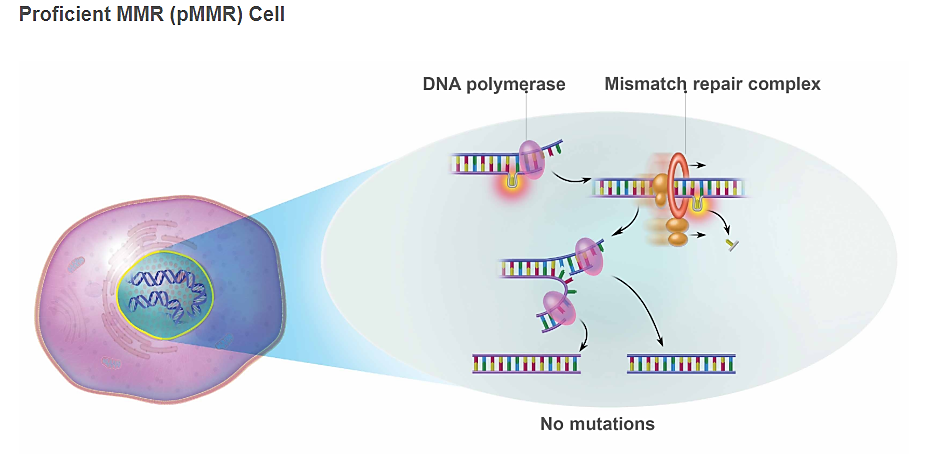 Proficient MMR (pMMR) Cell
DNA polymerase
Mismatch repair complex
No mutations